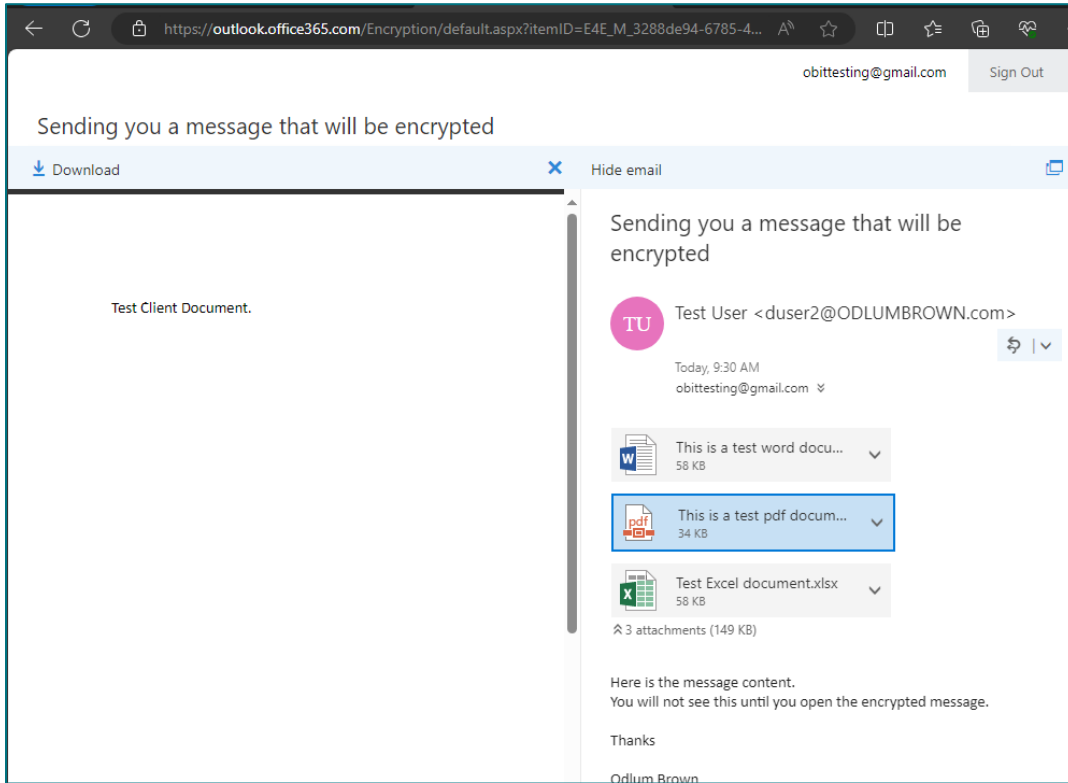 https://outlook.office365.com/Encryption/default.aspx?itemID=E4E_M_3288de94-6785-4...
obittesting@gmail.com
Sign Out
Sending you a message that will be encrypted
Download
Hide email
Test Client Document.
Sending you a message that will be
encrypted
TU
Test User <duser2@ODLUMBROWN.com>
Today, 9:30 AM
obittesting@gmail.com
This is a test word docu...
58 KB
pdf
This is a test pdf docum...
34 KB
Test Excel document.xlsx
58 KB
3 attachments (149 KB)
Here is the message content.
You will not see this until you open the encrypted message.
Thanks
Odlum Brown